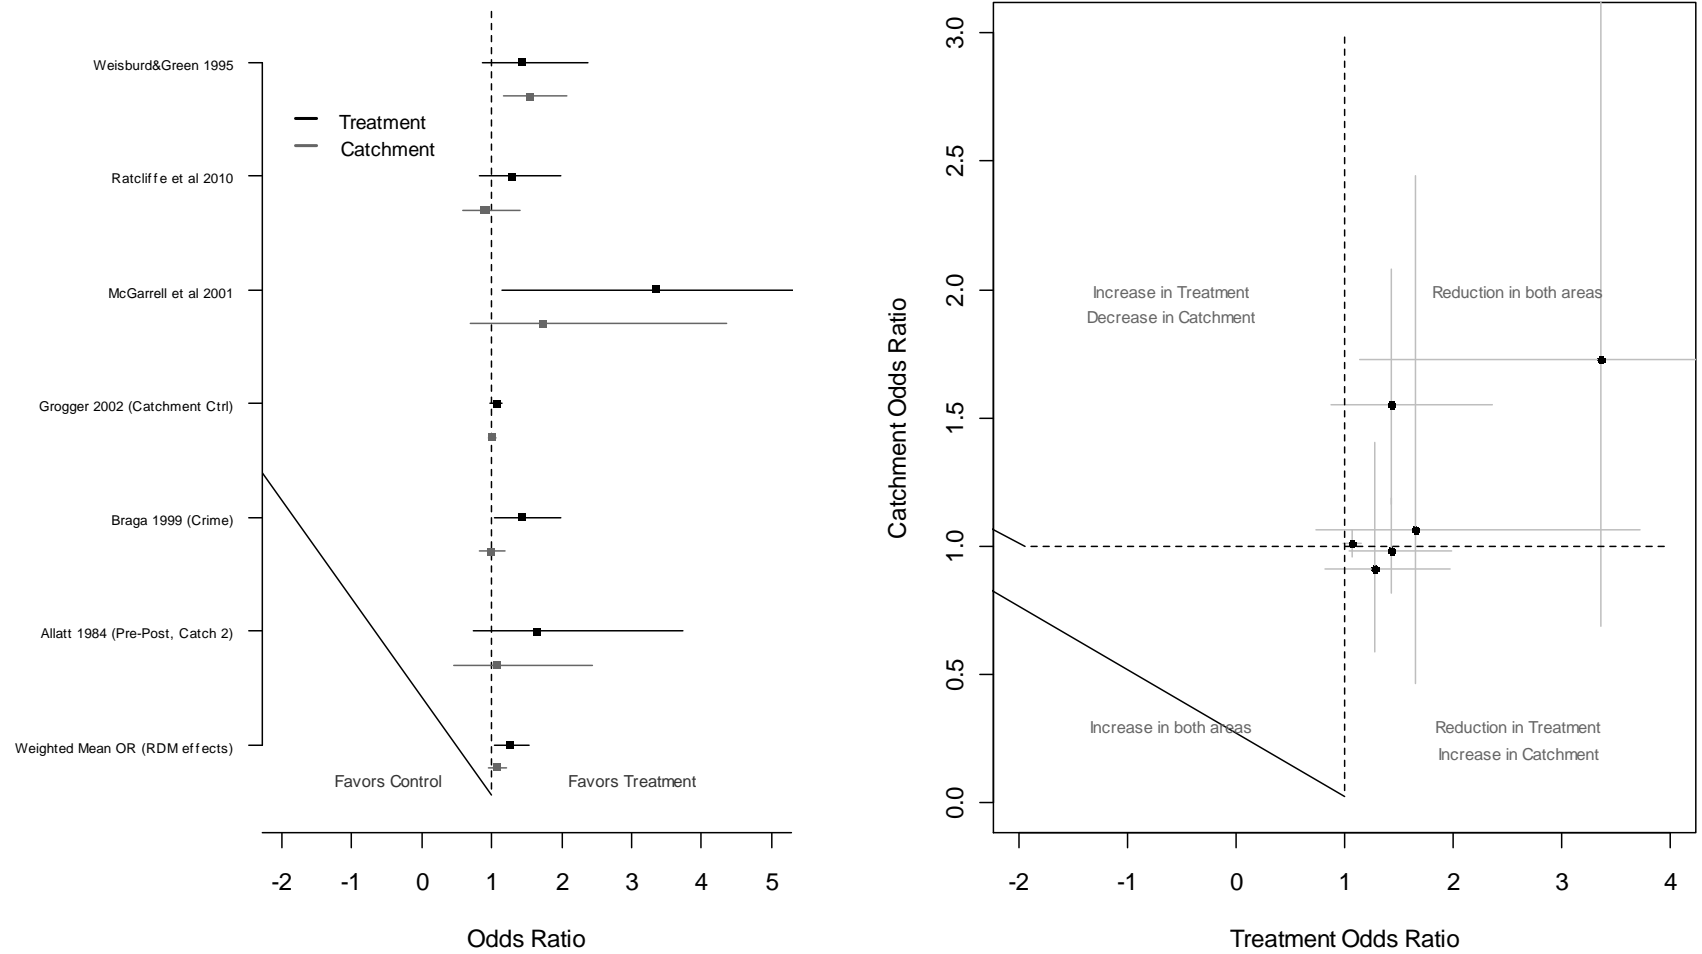 Weisburd&Green 1995
Treatment
Catchment
Ratcliffe et al 2010
McGarrell et al 2001
Grogger 2002 (Catchment Ctrl)
Braga 1999 (Crime)
Allatt 1984 (Pre-Post, Catch 2)
Weighted Mean OR (RDM effects)
Favors Control
Favors Treatment
-2 -1 0 1 2 3 4 5
Odds Ratio
3.0
2.5
2.0
1.5
1.0
0.5
0.0
Catchment Odds Ratio
Increase in Treatment
Decrease in Catchment
Reduction in both areas
Increase in both areas
Reduction in Treatment
Increase in Catchment
-2 -1 0 1 2 3 4
Treatment Odds Ratio